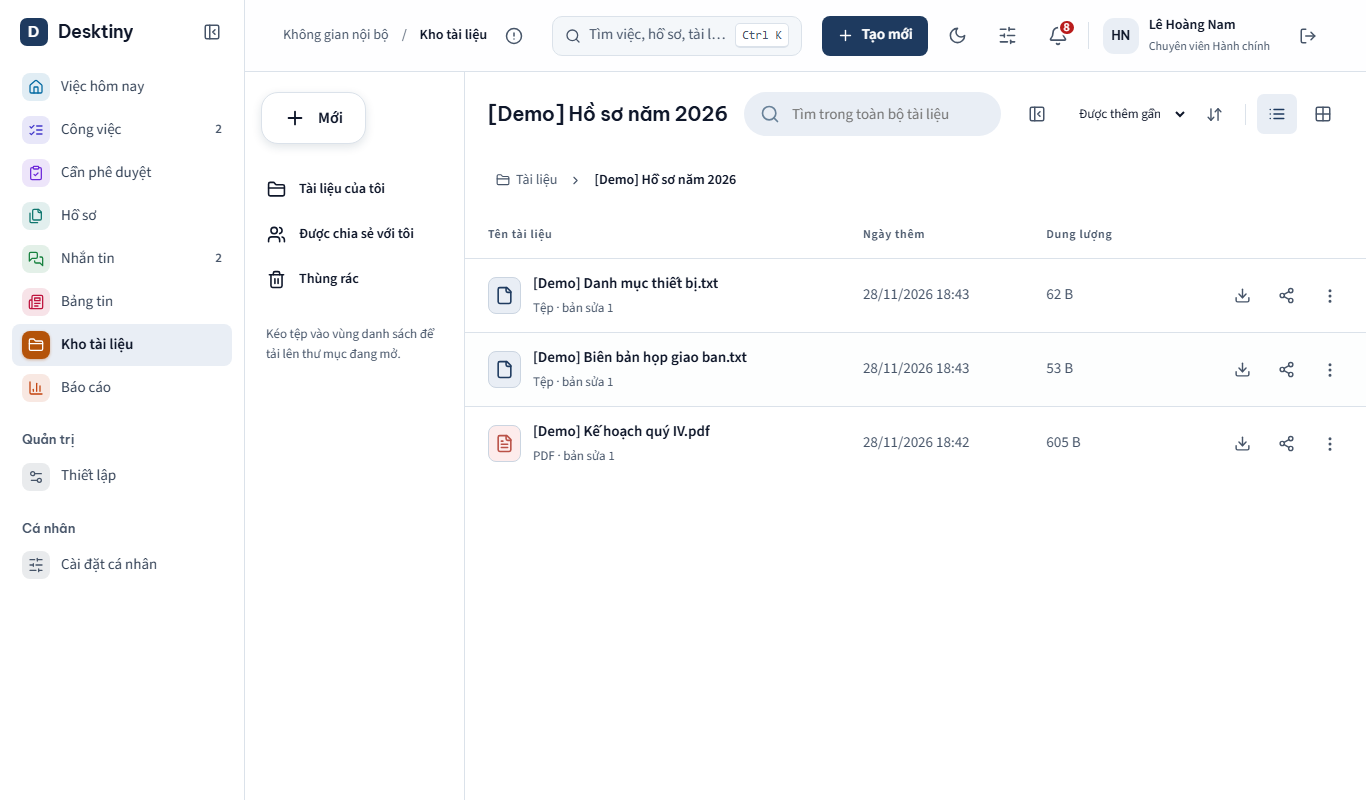 D Desktiny
Việc hôm nay
Công việc 2
Cần phê duyệt
Hồ sơ
Nhắn tin 2
Bảng tin
Kho tài liệu
Báo cáo
Quản trị
Thiết lập
Cá nhân
Cài đặt cá nhân
Không gian nội bộ / Kho tài liệu
Tìm việc, hồ sơ, tài l… Ctrl K
Tạo mới
8
HN
Lê Hoàng Nam
Chuyên viên Hành chính
Mới
Tài liệu của tôi
Được chia sẻ với tôi
Thùng rác
Kéo tệp vào vùng danh sách để
tải lên thư mục đang mở.
[Demo] Hồ sơ năm 2026
Tìm trong toàn bộ tài liệu
Được thêm gần
Tài liệu > [Demo] Hồ sơ năm 2026
Tên tài liệu Ngày thêm Dung lượng
[Demo] Danh mục thiết bị.txt
Tệp · bản sửa 1
28/11/2026 18:43 62 B
[Demo] Biên bản họp giao ban.txt
Tệp · bản sửa 1
28/11/2026 18:43 53 B
[Demo] Kế hoạch quý IV.pdf
PDF · bản sửa 1
28/11/2026 18:42 605 B